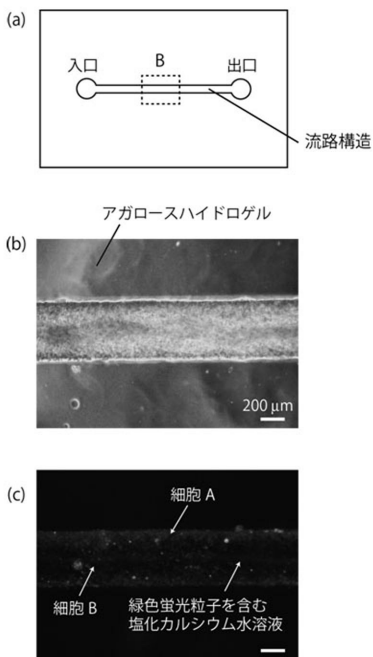 (a)
入口
B
出口
流路構造
アガロースハイドロゲル
(b)
200 μm
(c)
細胞 A
細胞 B
緑色蛍光粒子を含む
塩化カルシウム水溶液